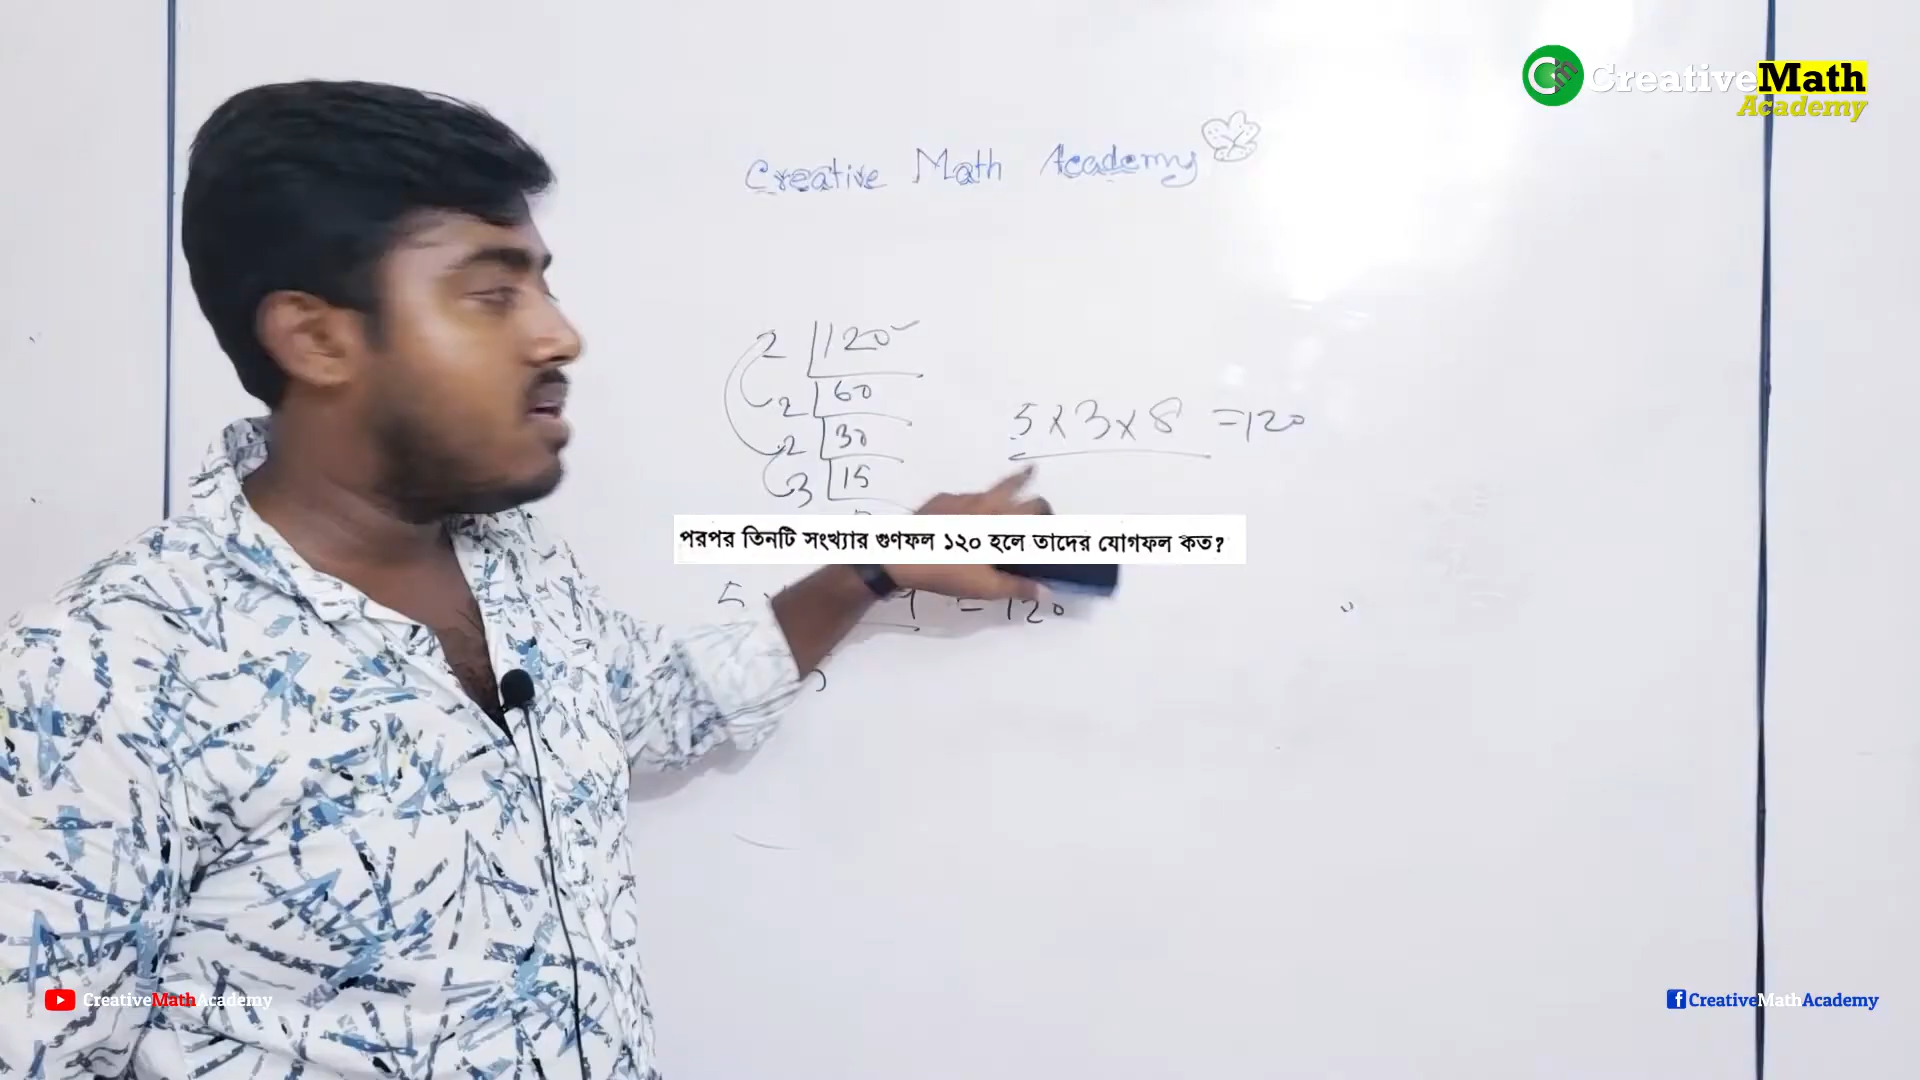 CreativeMath
Academy
Creative Math Academy
2 120
2 60
2 30
3 15
5×3×8 =120
পরপর তিনটি সংখ্যার গুণফল ১২০ হলে তাদের যোগফল কত?
5
= 120
CreativeMathAcademy
CreativeMathAcademy